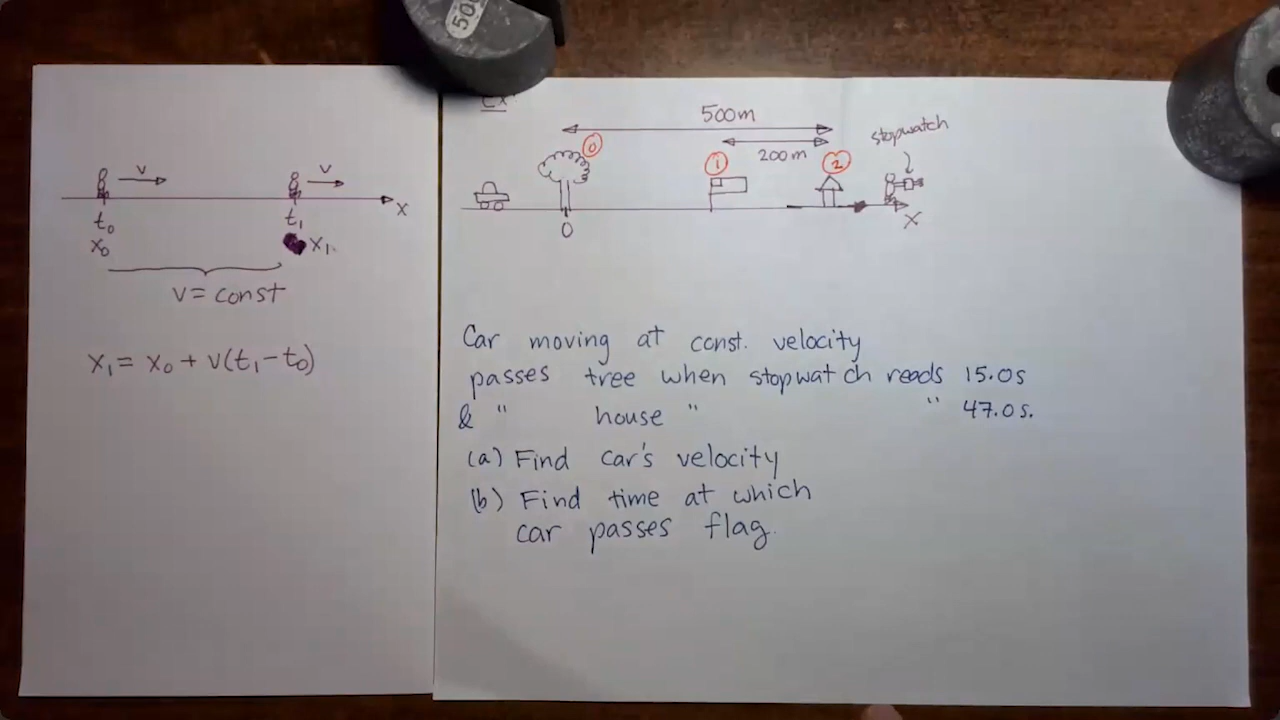 v
v
x
t₀
t₁
x₀
x₁
v = const
x₁ = x₀ + v(t₁ - t₀)
50
Ex
500m
0
1
200m
2
stopwatch
0
x
Car moving at const. velocity
passes tree when stopwatch reads 15.0s
& " house " " 47.0s.
(a) Find car's velocity
(b) Find time at which
car passes flag.